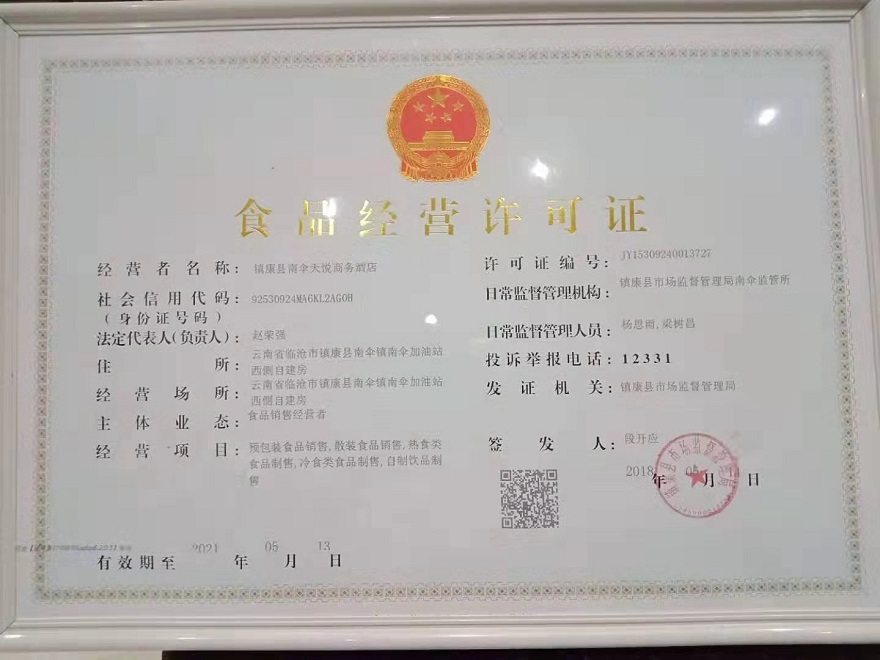 食品经营许可证
经营者名称：镇康县南伞天悦商务酒店
社会信用代码：92530924MA6KL2AG0H
（身份证号码）
法定代表人（负责人）：赵荣强
住所：云南省临沧市镇康县南伞镇南伞加油站
西侧自建房
经营场所：云南省临沧市镇康县南伞镇南伞加油站
西侧自建房
主体业态：食品销售经营者
经营项目：预包装食品销售,散装食品销售,热食类
食品制售,冷食类食品制售,自制饮品制
售
有效期至 2021 年 05 月 13 日
许可证编号：JY15309240013727
日常监督管理机构：镇康县市场监督管理局南伞监管所
日常监督管理人员：杨思雨,梁树昌
投诉举报电话：12331
发证机关：镇康县市场监督管理局
签发人：段开应
2018 年 月 日